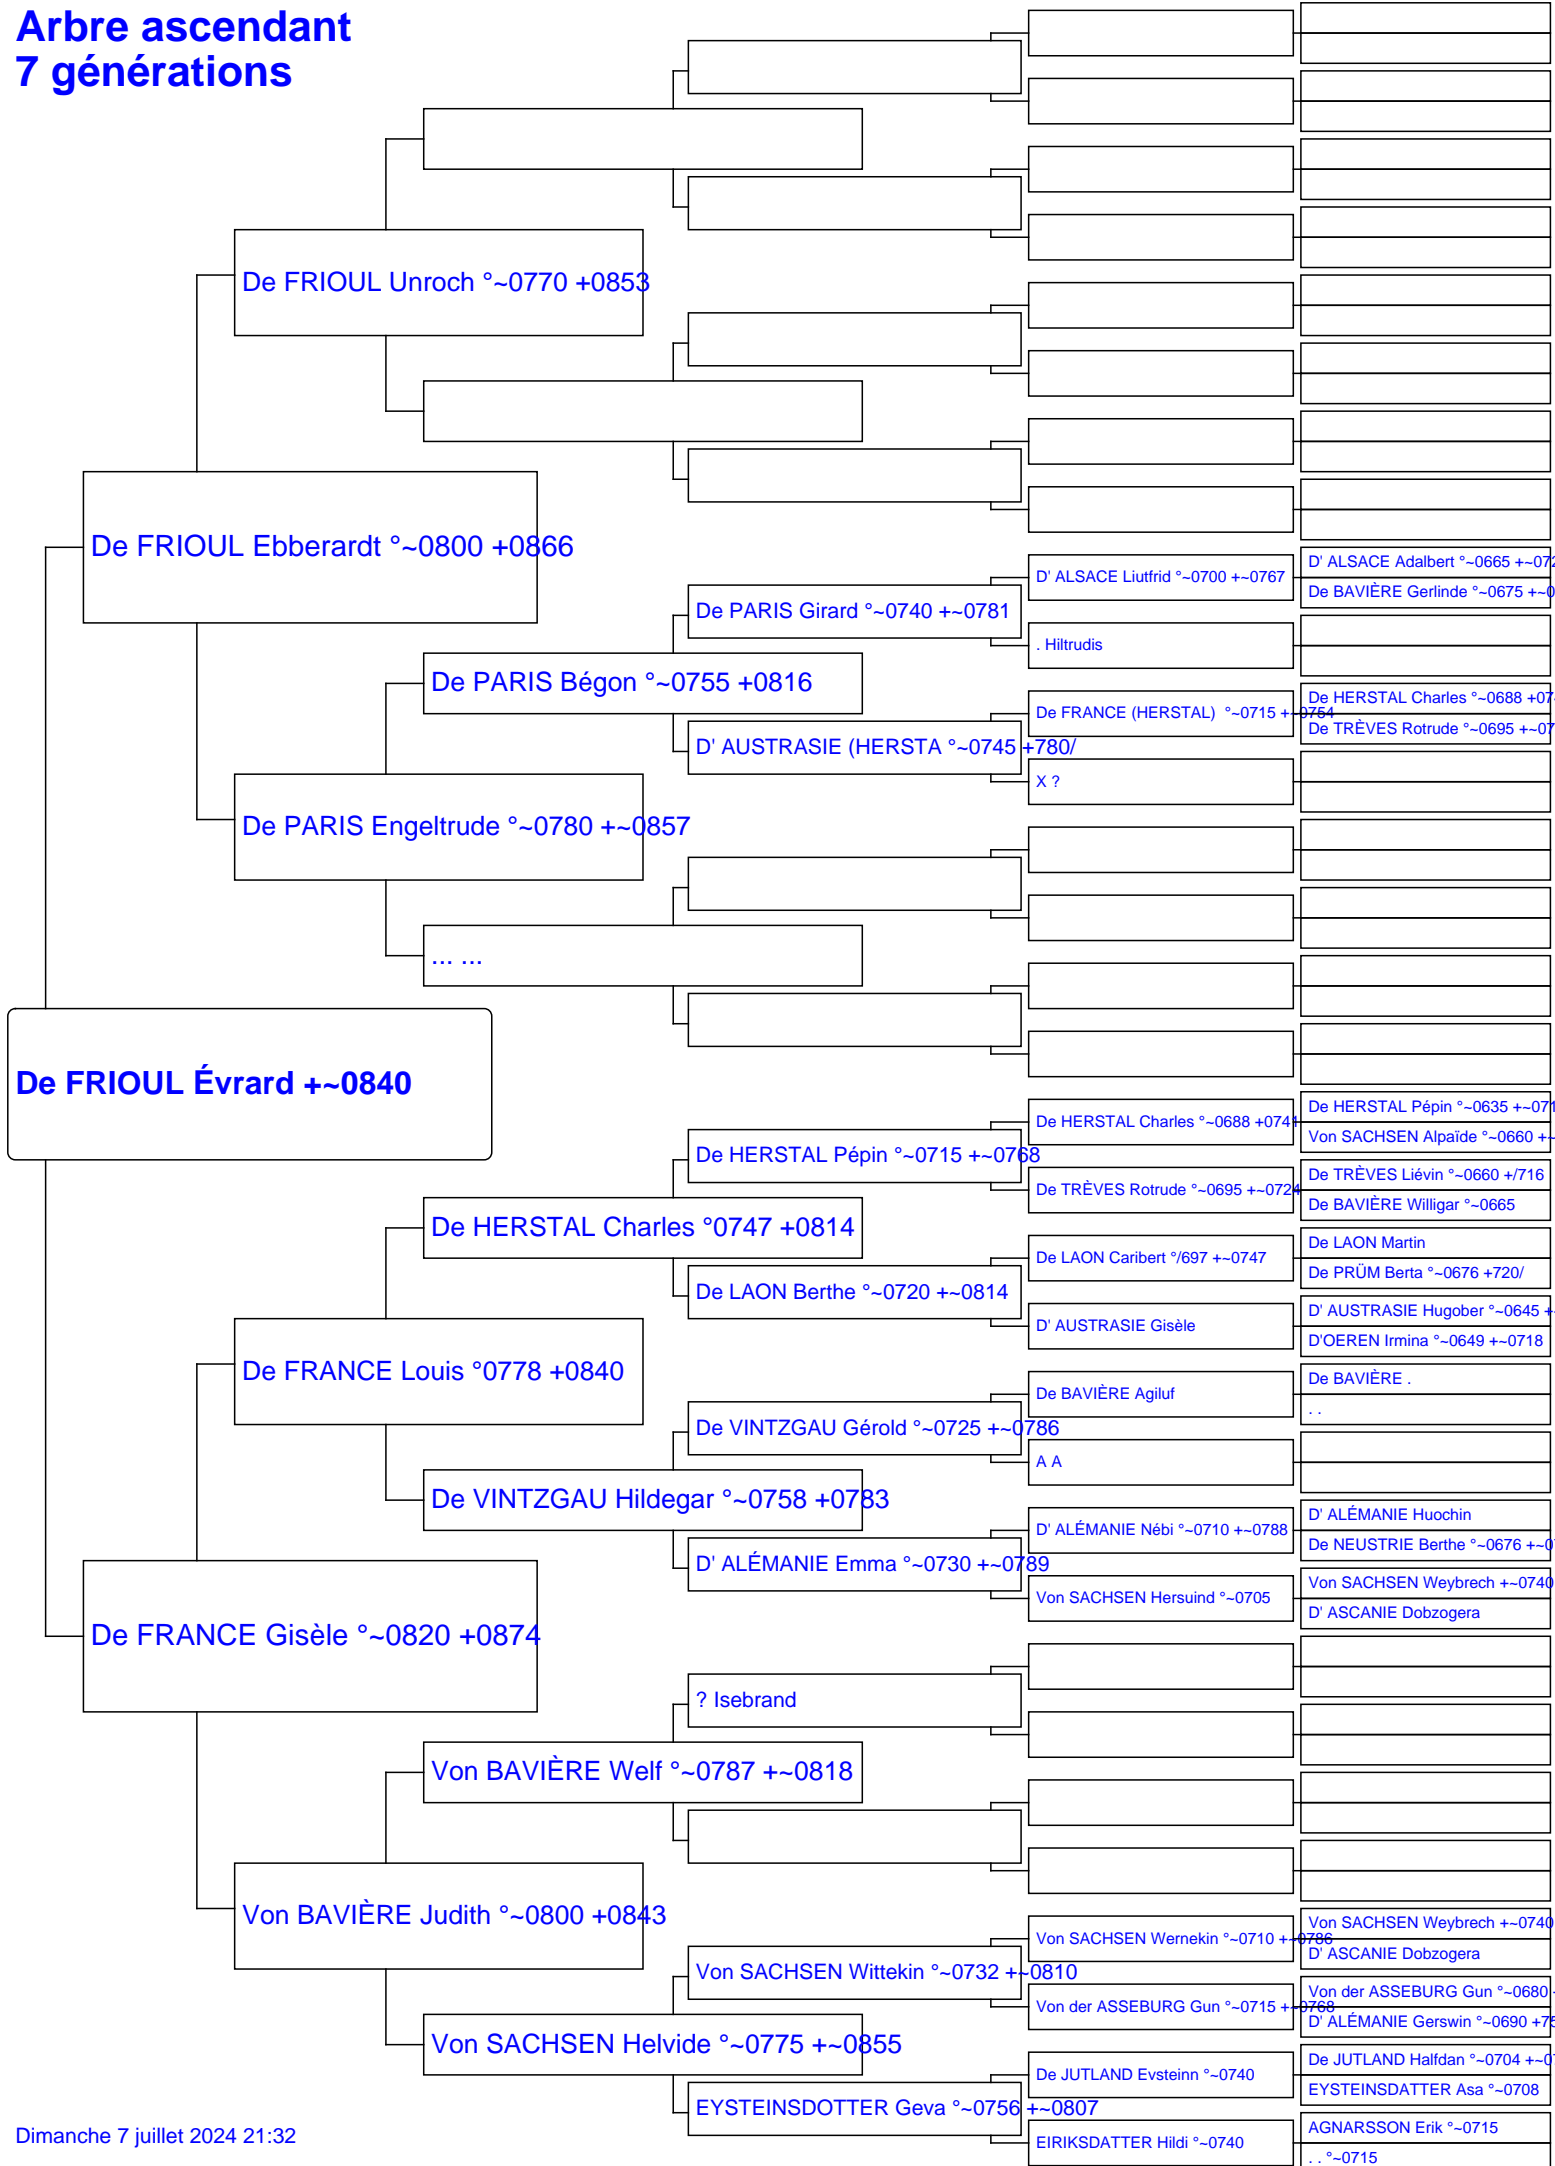 Arbre ascendant
7 générations
De FRIOUL Unroch °~0770 +0853
De FRIOUL Ebberardt °~0800 +0866
D' ALSACE Adalbert °~0665 +~072
D' ALSACE Liutfrid °~0700 +~0767
De BAVIÈRE Gerlinde °~0675 +~0
De PARIS Girard °~0740 +~0781
. Hiltrudis
De PARIS Bégon °~0755 +0816
De HERSTAL Charles °~0688 +074
De FRANCE (HERSTAL) °~0715 +~0754
De TRÈVES Rotrude °~0695 +~07
D' AUSTRASIE (HERSTA °~0745 +780/
X ?
De PARIS Engeltrude °~0780 +~0857
... ...
De FRIOUL Évrard +~0840
De HERSTAL Pépin °~0635 +~071
De HERSTAL Charles °~0688 +0741
Von SACHSEN Alpaïde °~0660 +~
De HERSTAL Pépin °~0715 +~0768
De TRÈVES Liévin °~0660 +/716
De TRÈVES Rotrude °~0695 +~0724
De BAVIÈRE Willigar °~0665
De HERSTAL Charles °0747 +0814
De LAON Martin
De LAON Caribert °/697 +~0747
De PRÜM Berta °~0676 +720/
De LAON Berthe °~0720 +~0814
D' AUSTRASIE Hugober °~0645 +
D' AUSTRASIE Gisèle
D'OEREN Irmina °~0649 +~0718
De FRANCE Louis °0778 +0840
De BAVIÈRE .
De BAVIÈRE Agiluf
. .
De VINTZGAU Gérold °~0725 +~0786
A A
De VINTZGAU Hildegar °~0758 +0783
D' ALÉMANIE Huochin
D' ALÉMANIE Nébi °~0710 +~0788
De NEUSTRIE Berthe °~0676 +~0
D' ALÉMANIE Emma °~0730 +~0789
Von SACHSEN Weybrech +~0740
Von SACHSEN Hersuind °~0705
D' ASCANIE Dobzogera
De FRANCE Gisèle °~0820 +0874
? Isebrand
Von BAVIÈRE Welf °~0787 +~0818
Von BAVIÈRE Judith °~0800 +0843
Von SACHSEN Weybrech +~0740
Von SACHSEN Wernekin °~0710 +~0786
D' ASCANIE Dobzogera
Von SACHSEN Wittekin °~0732 +~0810
Von der ASSEBURG Gun °~0680 +
Von der ASSEBURG Gun °~0715 +~0768
D' ALÉMANIE Gerswin °~0690 +75
Von SACHSEN Helvide °~0775 +~0855
De JUTLAND Halfdan °~0704 +~0
De JUTLAND Evsteinn °~0740
EYSTEINSDATTER Asa °~0708
EYSTEINSDOTTER Geva °~0756 +~0807
AGNARSSON Erik °~0715
EIRIKSDATTER Hildi °~0740
. . °~0715
Dimanche 7 juillet 2024 21:32